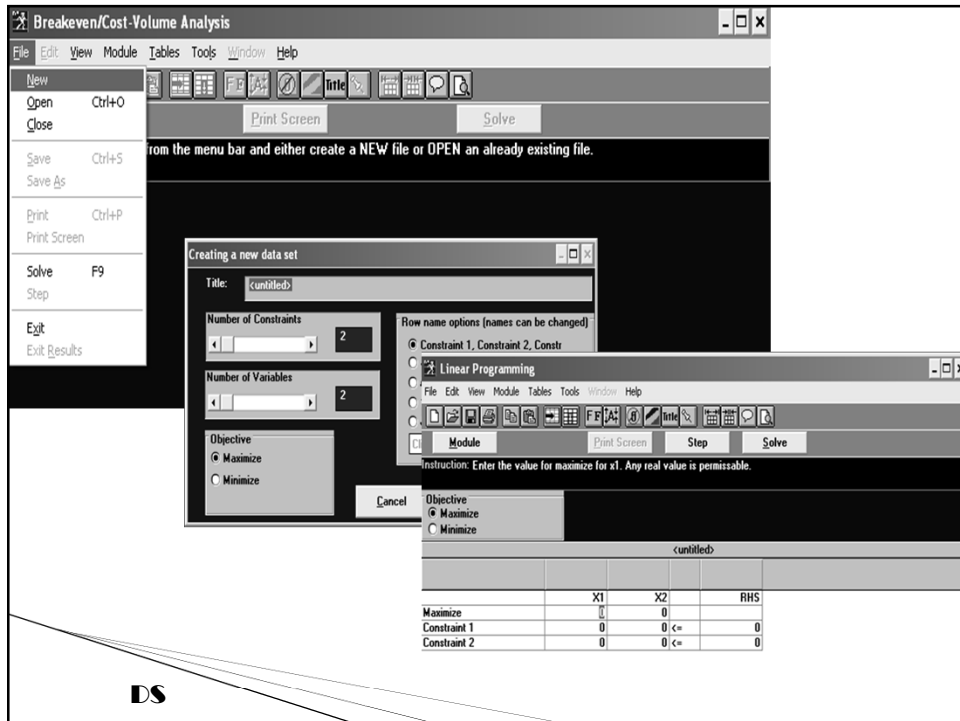 Breakeven/Cost-Volume Analysis
File Edit View Module Tables Tools Window Help
New
Open Ctrl+O
Close
Save Ctrl+S
Save As
Print Ctrl+P
Print Screen
Solve F9
Step
Exit
Exit Results
Title
Print Screen Solve
from the menu bar and either create a NEW file or OPEN an already existing file.
Creating a new data set
Title: <untitled>
Number of Constraints
2
Number of Variables
2
Objective
Maximize
Minimize
Row name options (names can be changed)
Constraint 1, Constraint 2, Constr
Cancel
Linear Programming
File Edit View Module Tables Tools Window Help
Title
Module Print Screen Step Solve
Instruction: Enter the value for maximize for x1. Any real value is permissable.
Objective
Maximize
Minimize
<untitled>
X1 X2 RHS
Maximize 0
Constraint 1 0 0 <= 0
Constraint 2 0 0 <= 0
DS